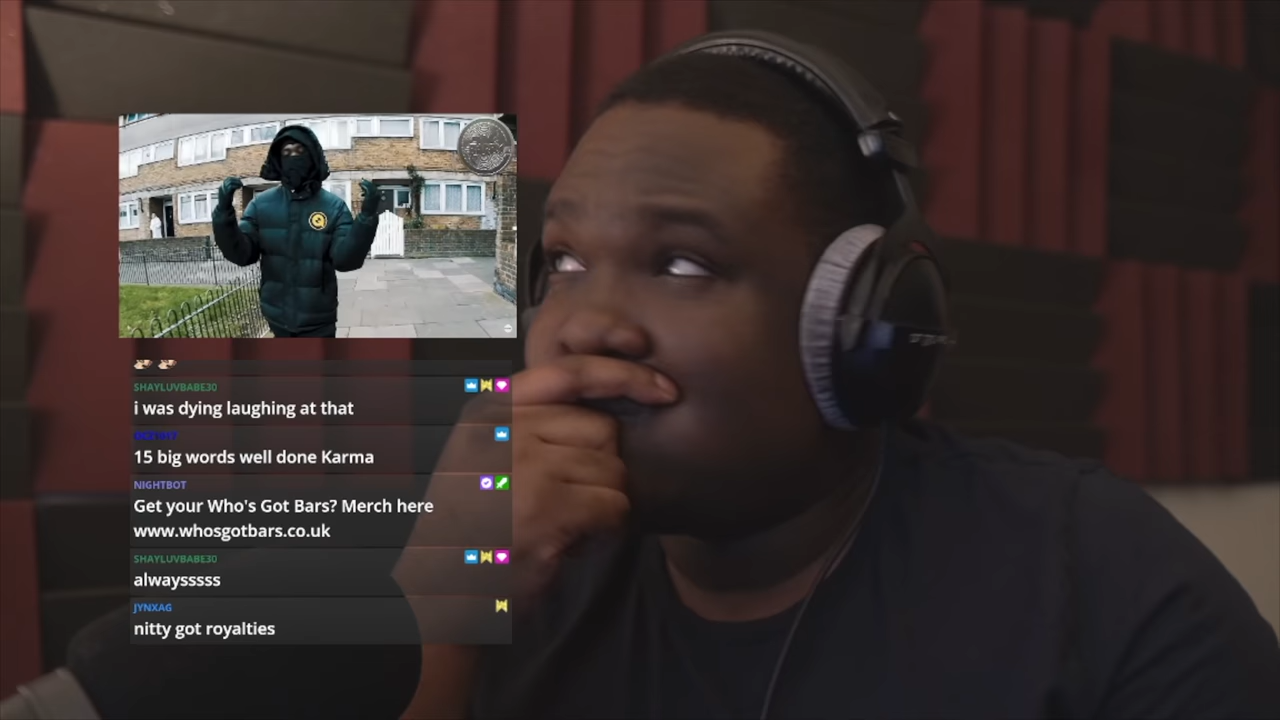 SHAYLUVBABE30
i was dying laughing at that
15 big words well done Karma
NIGHTBOT
Get your Who's Got Bars? Merch here
www.whosgotbars.co.uk
SHAYLUVBABE30
alwaysssss
JYNXAG
nitty got royalties